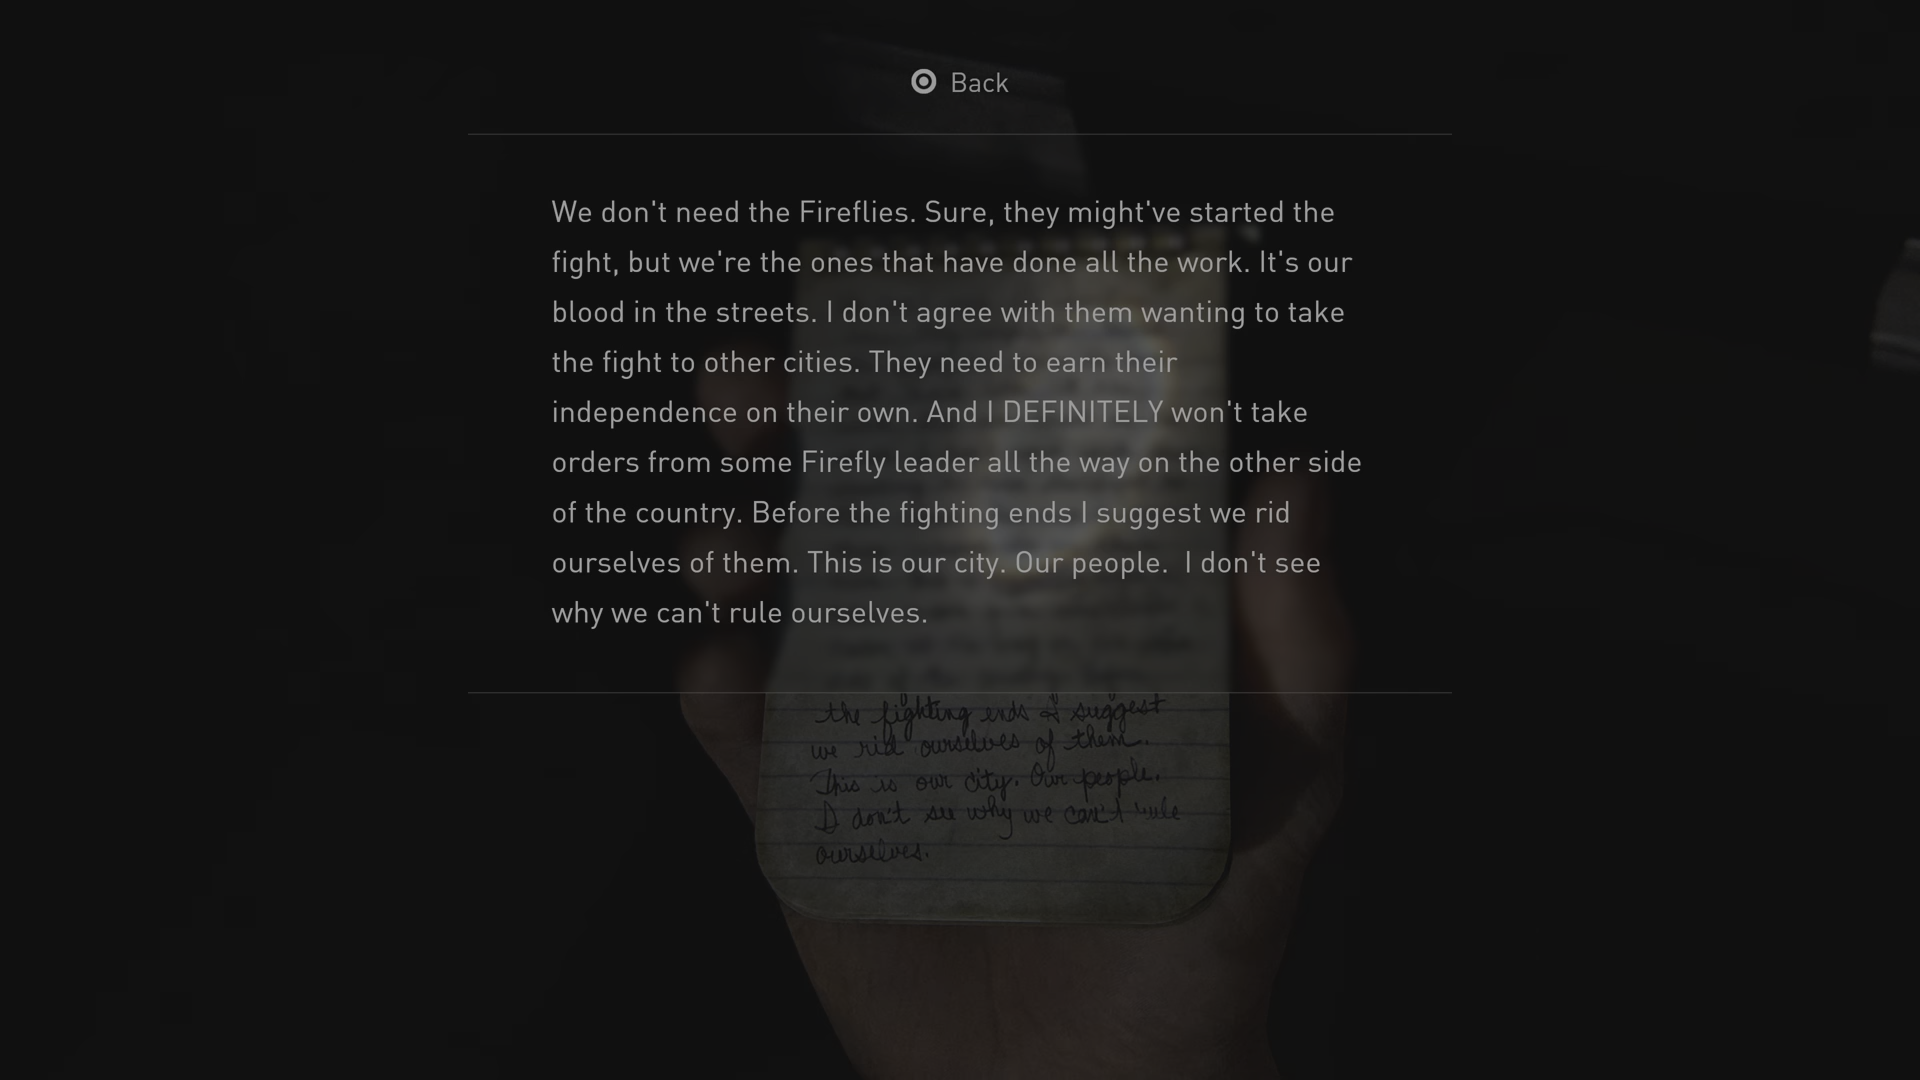 Back
We don't need the Fireflies. Sure, they might've started the
fight, but we're the ones that have done all the work. It's our
blood in the streets. I don't agree with them wanting to take
the fight to other cities. They need to earn their
independence on their own. And I DEFINITELY won't take
orders from some Firefly leader all the way on the other side
of the country. Before the fighting ends I suggest we rid
ourselves of them. This is our city. Our people.  I don't see
why we can't rule ourselves.
the fighting ends I suggest
we rid ourselves of them.
This is our city. Our people.
I don't see why we can't rule
ourselves.